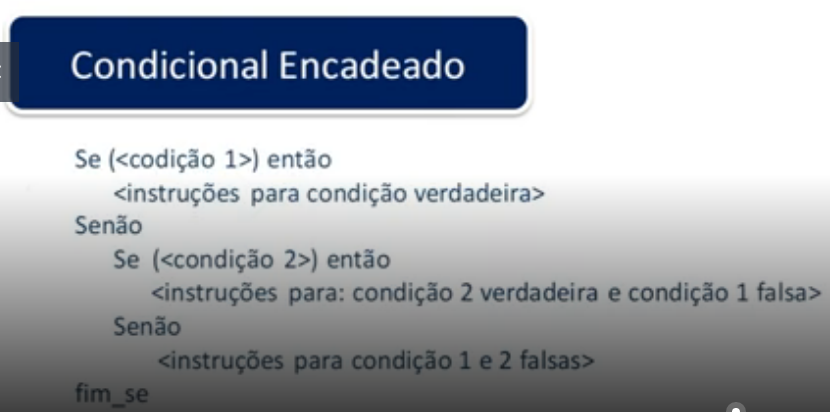 Condicional Encadeado
Se (<codição 1>) então
<instruções para condição verdadeira>
Senão
Se (<condição 2>) então
<instruções para: condição 2 verdadeira e condição 1 falsa>
Senão
<instruções para condição 1 e 2 falsas>
fim_se